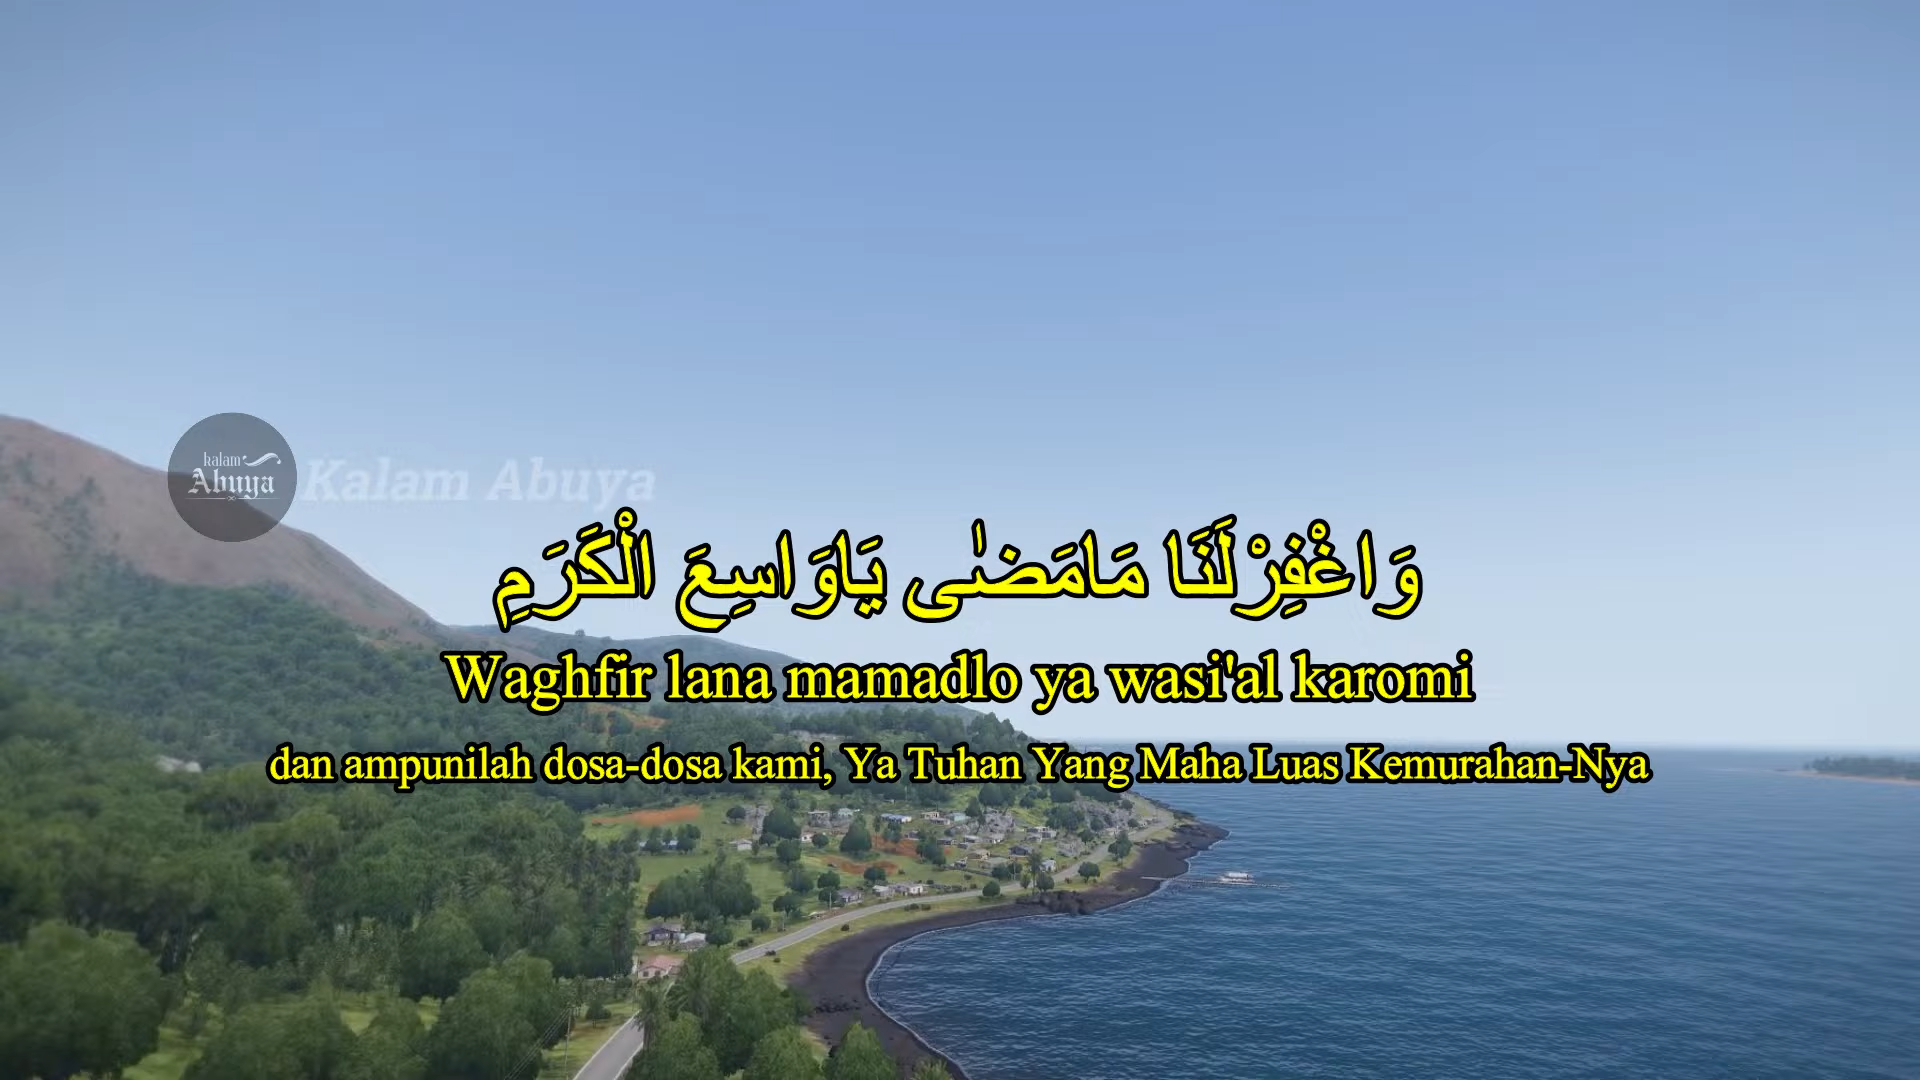 kalam
Abuya
Kalam Abuya
وَاغْفِرْلَنَا مَامَضٰى يَاوَاسِعَ الْكَرَمِ
Waghfir lana mamadlo ya wasi'al karomi
dan ampunilah dosa-dosa kami, Ya Tuhan Yang Maha Luas Kemurahan-Nya